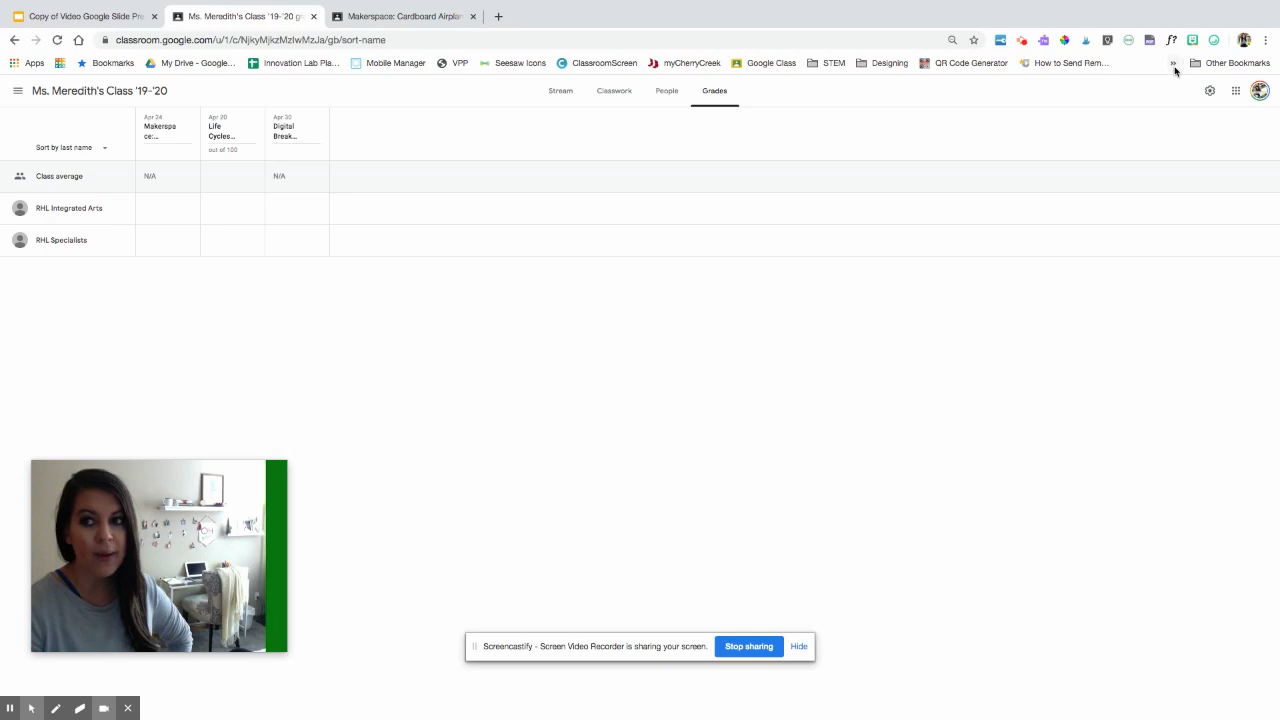 Copy of Video Google Slide Pre
Ms. Meredith's Class '19-'20 gr
Makerspace: Cardboard Airplan
classroom.google.com/u/1/c/NjkyMjkzMzIwMzJa/gb/sort-name
Apps
Bookmarks
My Drive - Google...
Innovation Lab Pla...
Mobile Manager
VPP
Seesaw Icons
ClassroomScreen
myCherryCreek
Google Class
STEM
Designing
QR Code Generator
How to Send Rem...
»
Other Bookmarks
Ms. Meredith's Class '19-'20
Stream
Classwork
People
Grades
Sort by last name
Apr 24
Makerspa
ce:...
Apr 20
Life
Cycles...
out of 100
Apr 30
Digital
Break...
Class average
N/A
N/A
RHL Integrated Arts
RHL Specialists
Screencastify - Screen Video Recorder is sharing your screen.
Stop sharing
Hide